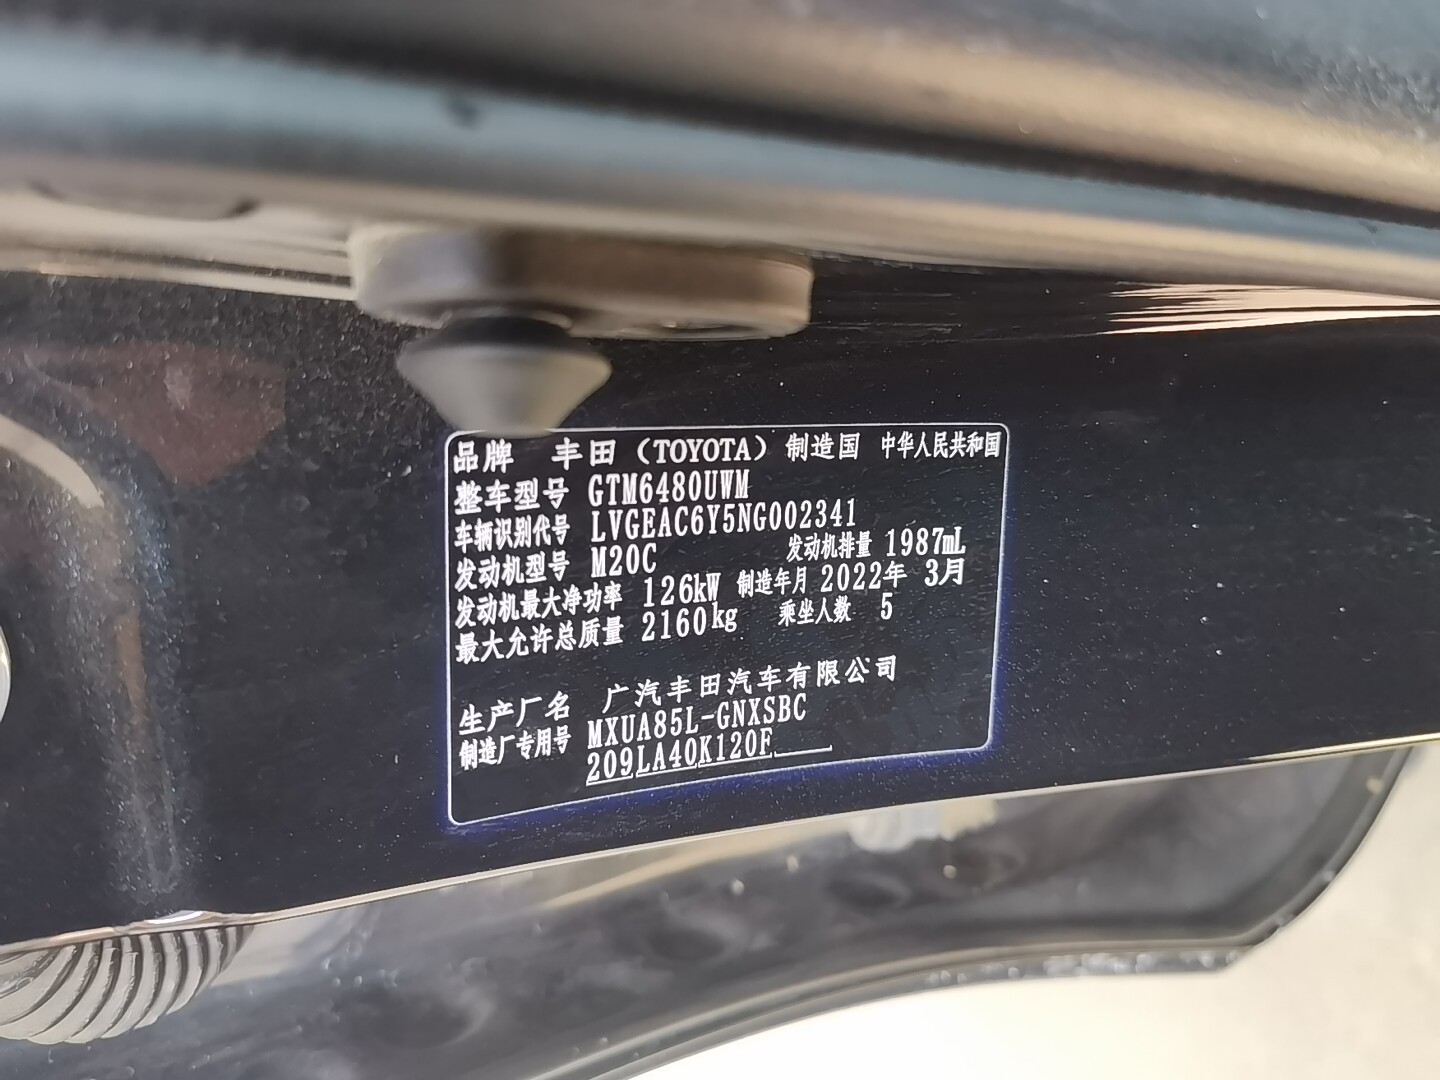 品牌 丰田（TOYOTA）制造国 中华人民共和国
整车型号 GTM6480UWM
车辆识别代号 LVGEAC6Y5NG002341
发动机型号 M20C 发动机排量 1987mL
发动机最大净功率 126kW 制造年月 2022年 3月
最大允许总质量 2160kg 乘坐人数 5
生产厂名 广汽丰田汽车有限公司
制造厂专用号 MXUA85L-GNXSBC
209LA40K120F